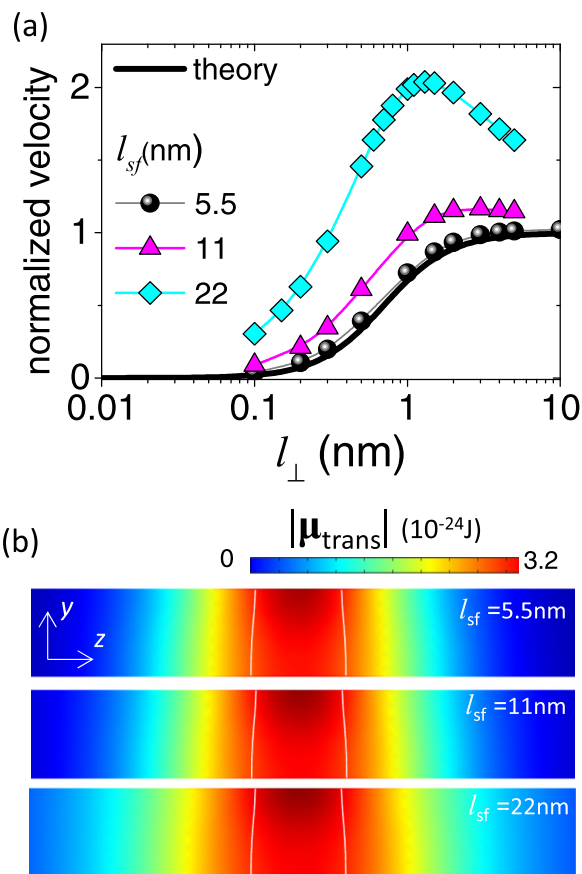 (a)
theory
l_sf(nm)
5.5
11
22
normalized velocity
2
1
0
0.01 0.1 1 10
l_⊥ (nm)
(b)
|μ_trans| (10⁻²⁴J)
0 3.2
y
z
l_sf =5.5nm
l_sf =11nm
l_sf =22nm